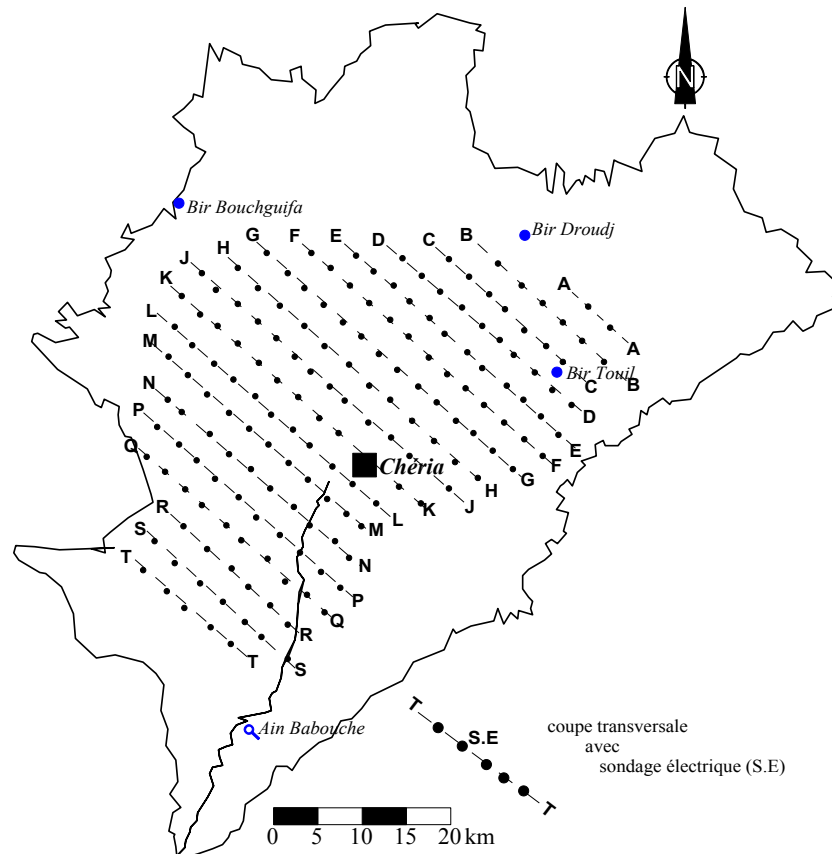 N
Bir Bouchguifa
Bir Droudj
B
C
D
E
F
G
H
J
K
L
M
N
P
Q
R
S
T
A
A
Bir Touil
C
B
D
E
F
G
H
J
K
L
M
N
P
Q
R
S
T
Chéria
Ain Babouche
T
S.E
T
coupe transversale
avec
sondage électrique (S.E)
0 5 10 15 20 km